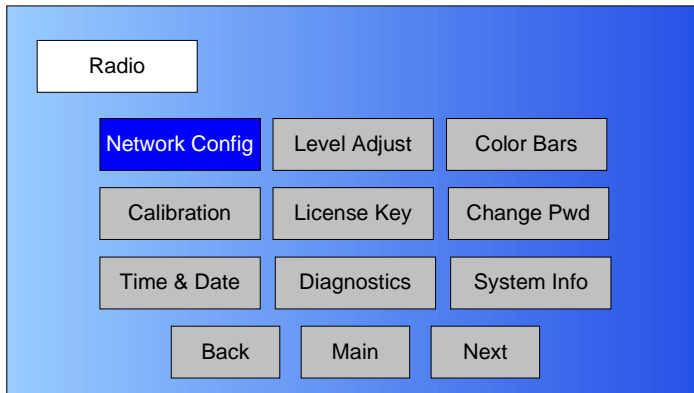 Radio
Network Config Level Adjust Color Bars
Calibration License Key Change Pwd
Time & Date Diagnostics System Info
Back Main Next